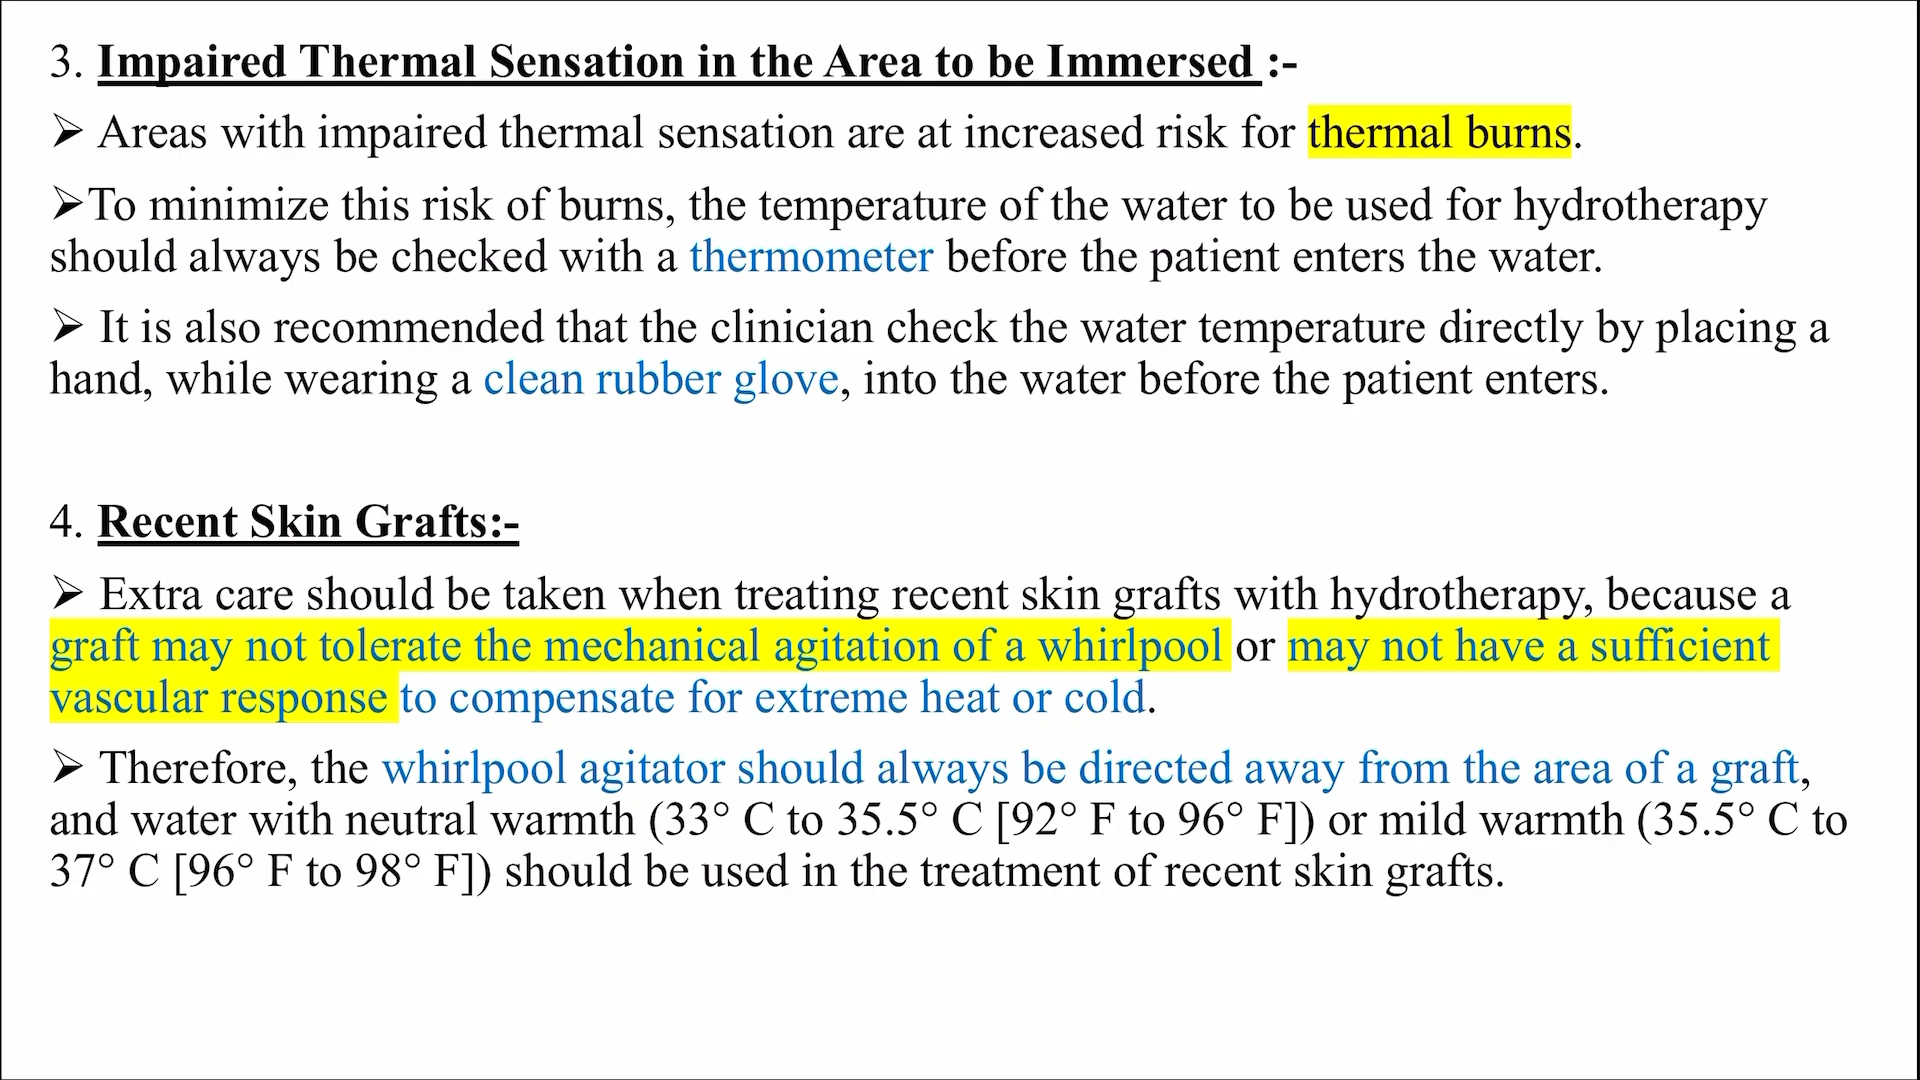 3. Impaired Thermal Sensation in the Area to be Immersed :-
➢ Areas with impaired thermal sensation are at increased risk for thermal burns.
➢To minimize this risk of burns, the temperature of the water to be used for hydrotherapy
should always be checked with a thermometer before the patient enters the water.
➢ It is also recommended that the clinician check the water temperature directly by placing a
hand, while wearing a clean rubber glove, into the water before the patient enters.
4. Recent Skin Grafts:-
➢ Extra care should be taken when treating recent skin grafts with hydrotherapy, because a
graft may not tolerate the mechanical agitation of a whirlpool or may not have a sufficient
vascular response to compensate for extreme heat or cold.
➢ Therefore, the whirlpool agitator should always be directed away from the area of a graft,
and water with neutral warmth (33° C to 35.5° C [92° F to 96° F]) or mild warmth (35.5° C to
37° C [96° F to 98° F]) should be used in the treatment of recent skin grafts.